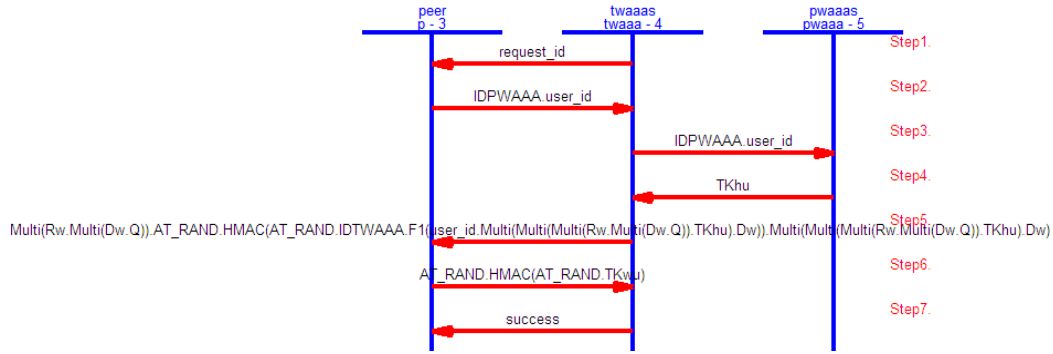 peer
p - 3
twaaas
twaaa - 4
pwaaas
pwaaa - 5
Step1.
request_id
Step2.
IDPWAAA.user_id
Step3.
IDPWAAA.user_id
Step4.
TKhu
Step5.
Multi(Rw.Multi(Dw.Q)).AT_RAND.HMAC(AT_RAND.IDTWAAA.F1(user_id.Multi(Multi(Multi(Rw.Multi(Dw.Q)).TKhu).Dw)).Multi(Multi(Multi(Rw.Multi(Dw.Q)).TKhu).Dw)
Step6.
AT_RAND.HMAC(AT_RAND.TKwu)
Step7.
success